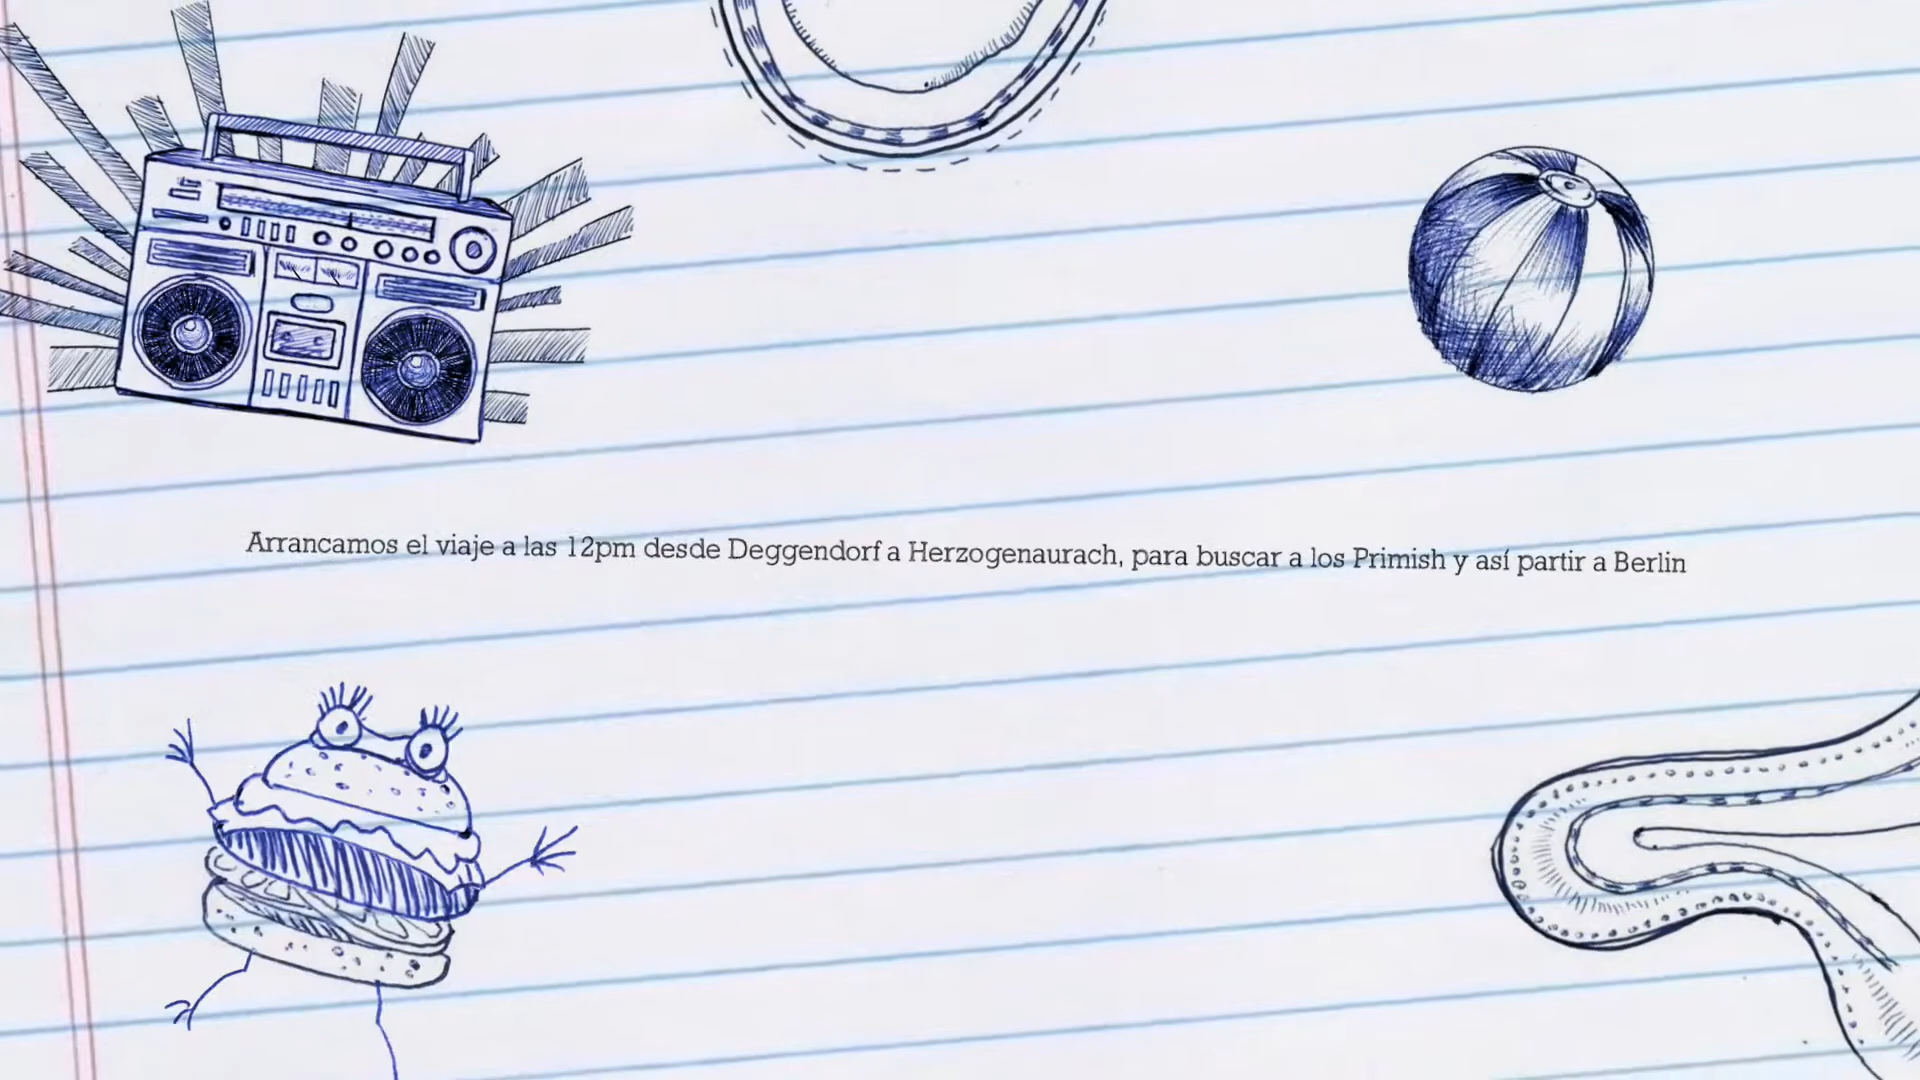 Arrancamos el viaje a las 12pm desde Deggendorf a Herzogenaurach, para buscar a los Primish y así partir a Berlin